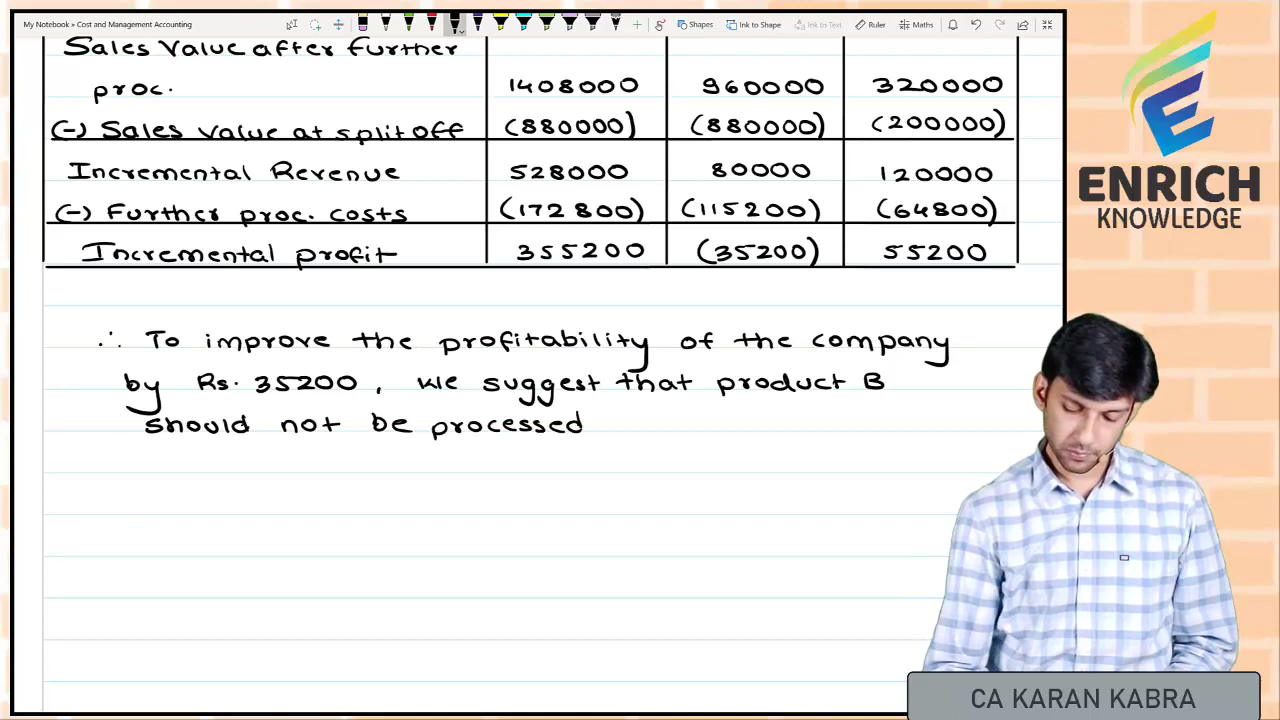 My Notebook » Cost and Management Accounting
Shapes Ink to Shape Ink to Text Ruler Maths
Sales Value after further
proc. 1408000 960000 320000
(-) Sales value at split off (880000) (880000) (200000)
Incremental Revenue 528000 80000 120000
(-) Further proc. costs (172800) (115200) (64800)
Incremental profit 355200 (35200) 55200
∴ To improve the profitability of the company
by Rs. 35200, we suggest that product B
should not be processed
ENRICH
KNOWLEDGE
CA KARAN KABRA